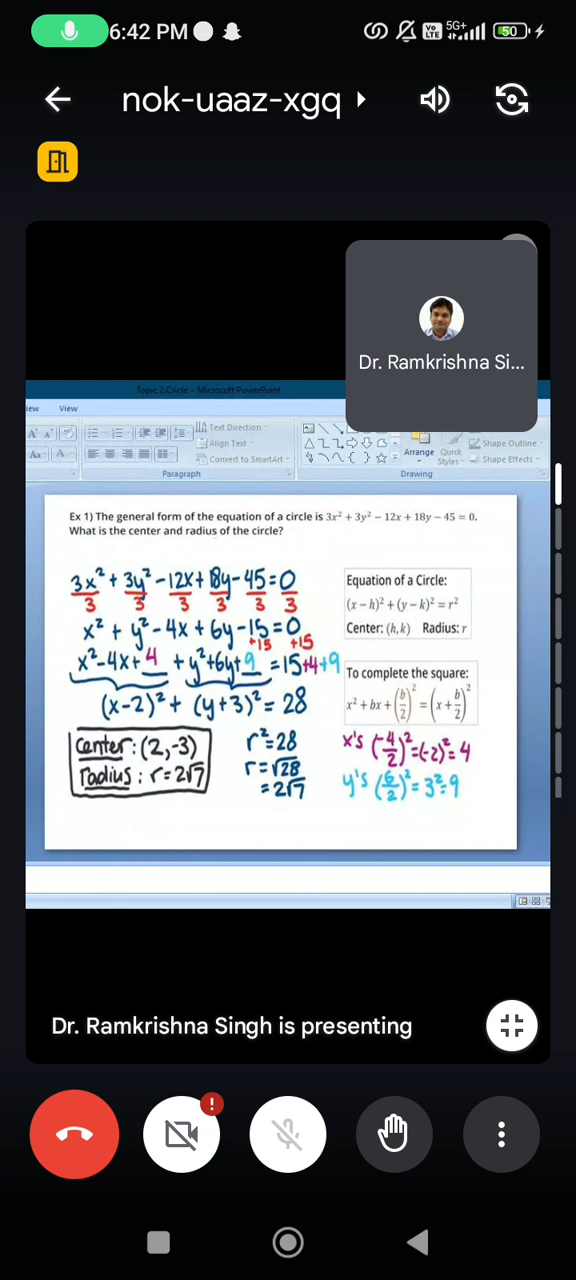 6:42 PM
5G+
Vo LTE
50
nok-uaaz-xgq
Dr. Ramkrishna Si...
Topic 2 Cricle - Microsoft PowerPoint
iew View
Text Direction
Align Text
Convert to SmartArt
Paragraph
Arrange
Quick Styles
Shape Outline
Shape Effects
Drawing
Ex 1) The general form of the equation of a circle is 3x² + 3y² − 12x + 18y − 45 = 0.
What is the center and radius of the circle?
3x² + 3y² - 12x + 18y - 45 = 0
3 3 3 3 3 3
x² + y² - 4x + 6y - 15 = 0
+15 +15
x² - 4x + 4 + y² + 6y + 9 = 15 + 4 + 9
(x-2)² + (y+3)² = 28
Center: (2,-3)
radius: r = 2√7
r² = 28
r = √28
= 2√7
Equation of a Circle:
(x − h)² + (y − k)² = r²
Center: (h, k) Radius: r
To complete the square:
x² + bx + (b/2)² = (x + b/2)²
x's (-4/2)² = (-2)² = 4
y's (6/2)² = 3² = 9
Dr. Ramkrishna Singh is presenting
!